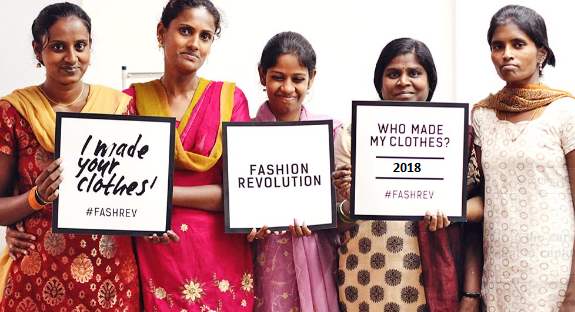 I made
your
clothes'
#FASHREV
FASHION
REVOLUTION
WHO MADE
MY CLOTHES?
2018
#FASHREV